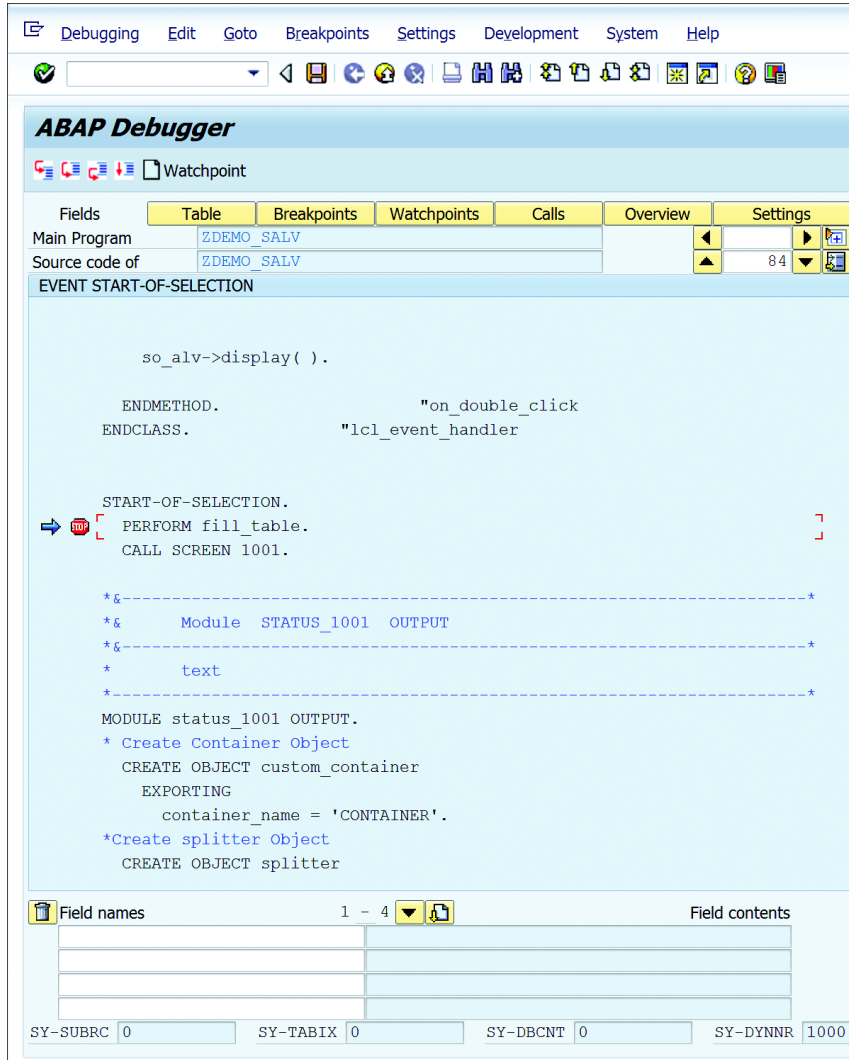 Debugging Edit Goto Breakpoints Settings Development System Help
ABAP Debugger
Watchpoint
Fields Table Breakpoints Watchpoints Calls Overview Settings
Main Program ZDEMO_SALV
Source code of ZDEMO_SALV 84
EVENT START-OF-SELECTION
so_alv->display( ).
ENDMETHOD. "on_double_click
ENDCLASS. "lcl_event_handler
START-OF-SELECTION.
STOP PERFORM fill_table.
CALL SCREEN 1001.
*&---------------------------------------------------------------------*
*& Module STATUS_1001 OUTPUT
*&---------------------------------------------------------------------*
* text
*----------------------------------------------------------------------*
MODULE status_1001 OUTPUT.
* Create Container Object
CREATE OBJECT custom_container
EXPORTING
container_name = 'CONTAINER'.
*Create splitter Object
CREATE OBJECT splitter
Field names 1 - 4 Field contents
SY-SUBRC 0 SY-TABIX 0 SY-DBCNT 0 SY-DYNNR 1000